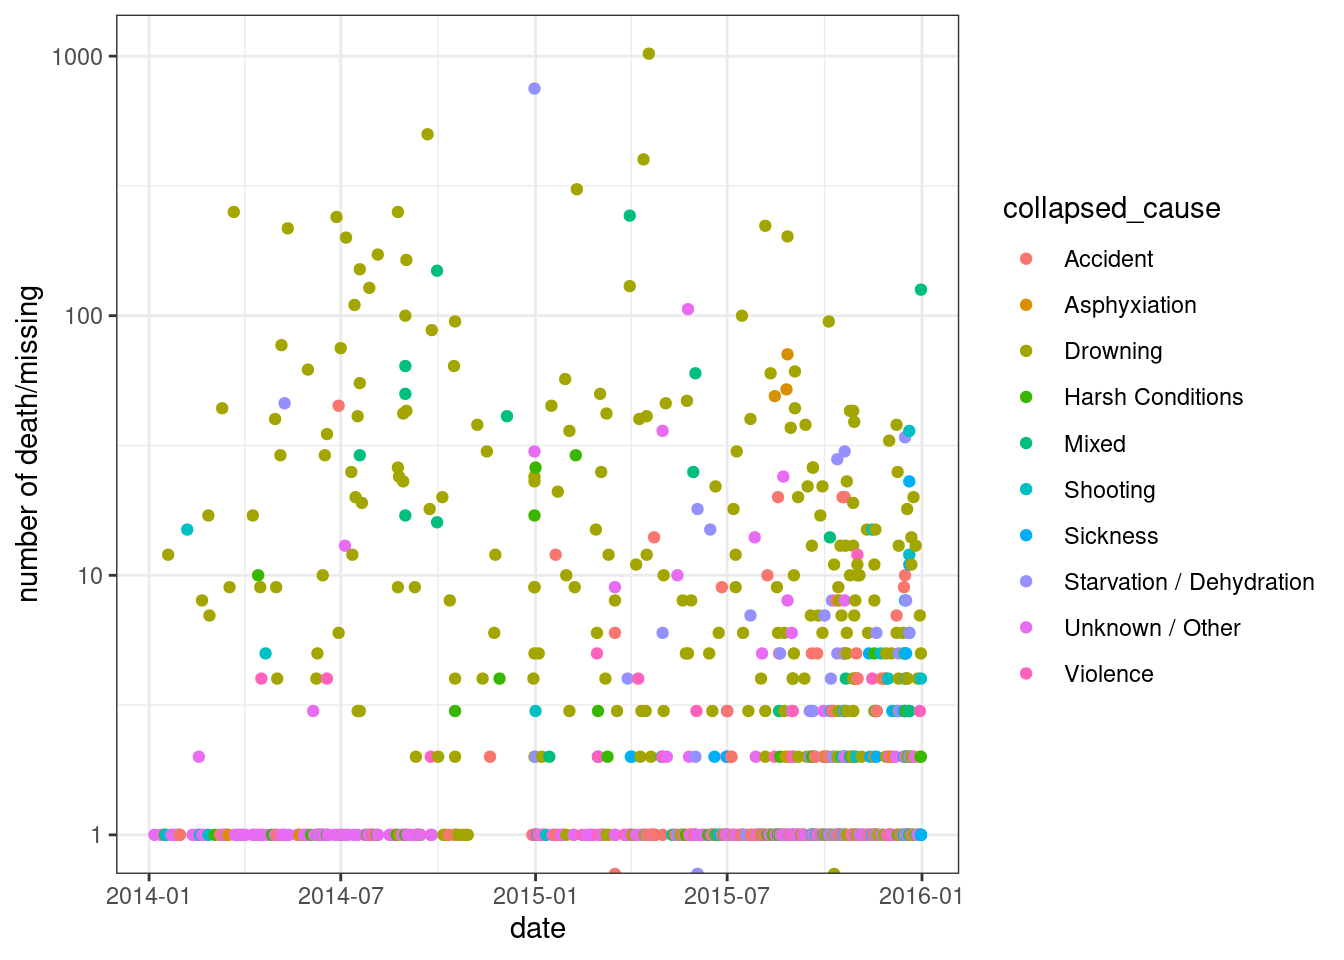 number of death/missing
1000
100
10
1
2014-01
2014-07
2015-01
2015-07
2016-01
date
collapsed_cause
Accident
Asphyxiation
Drowning
Harsh Conditions
Mixed
Shooting
Sickness
Starvation / Dehydration
Unknown / Other
Violence